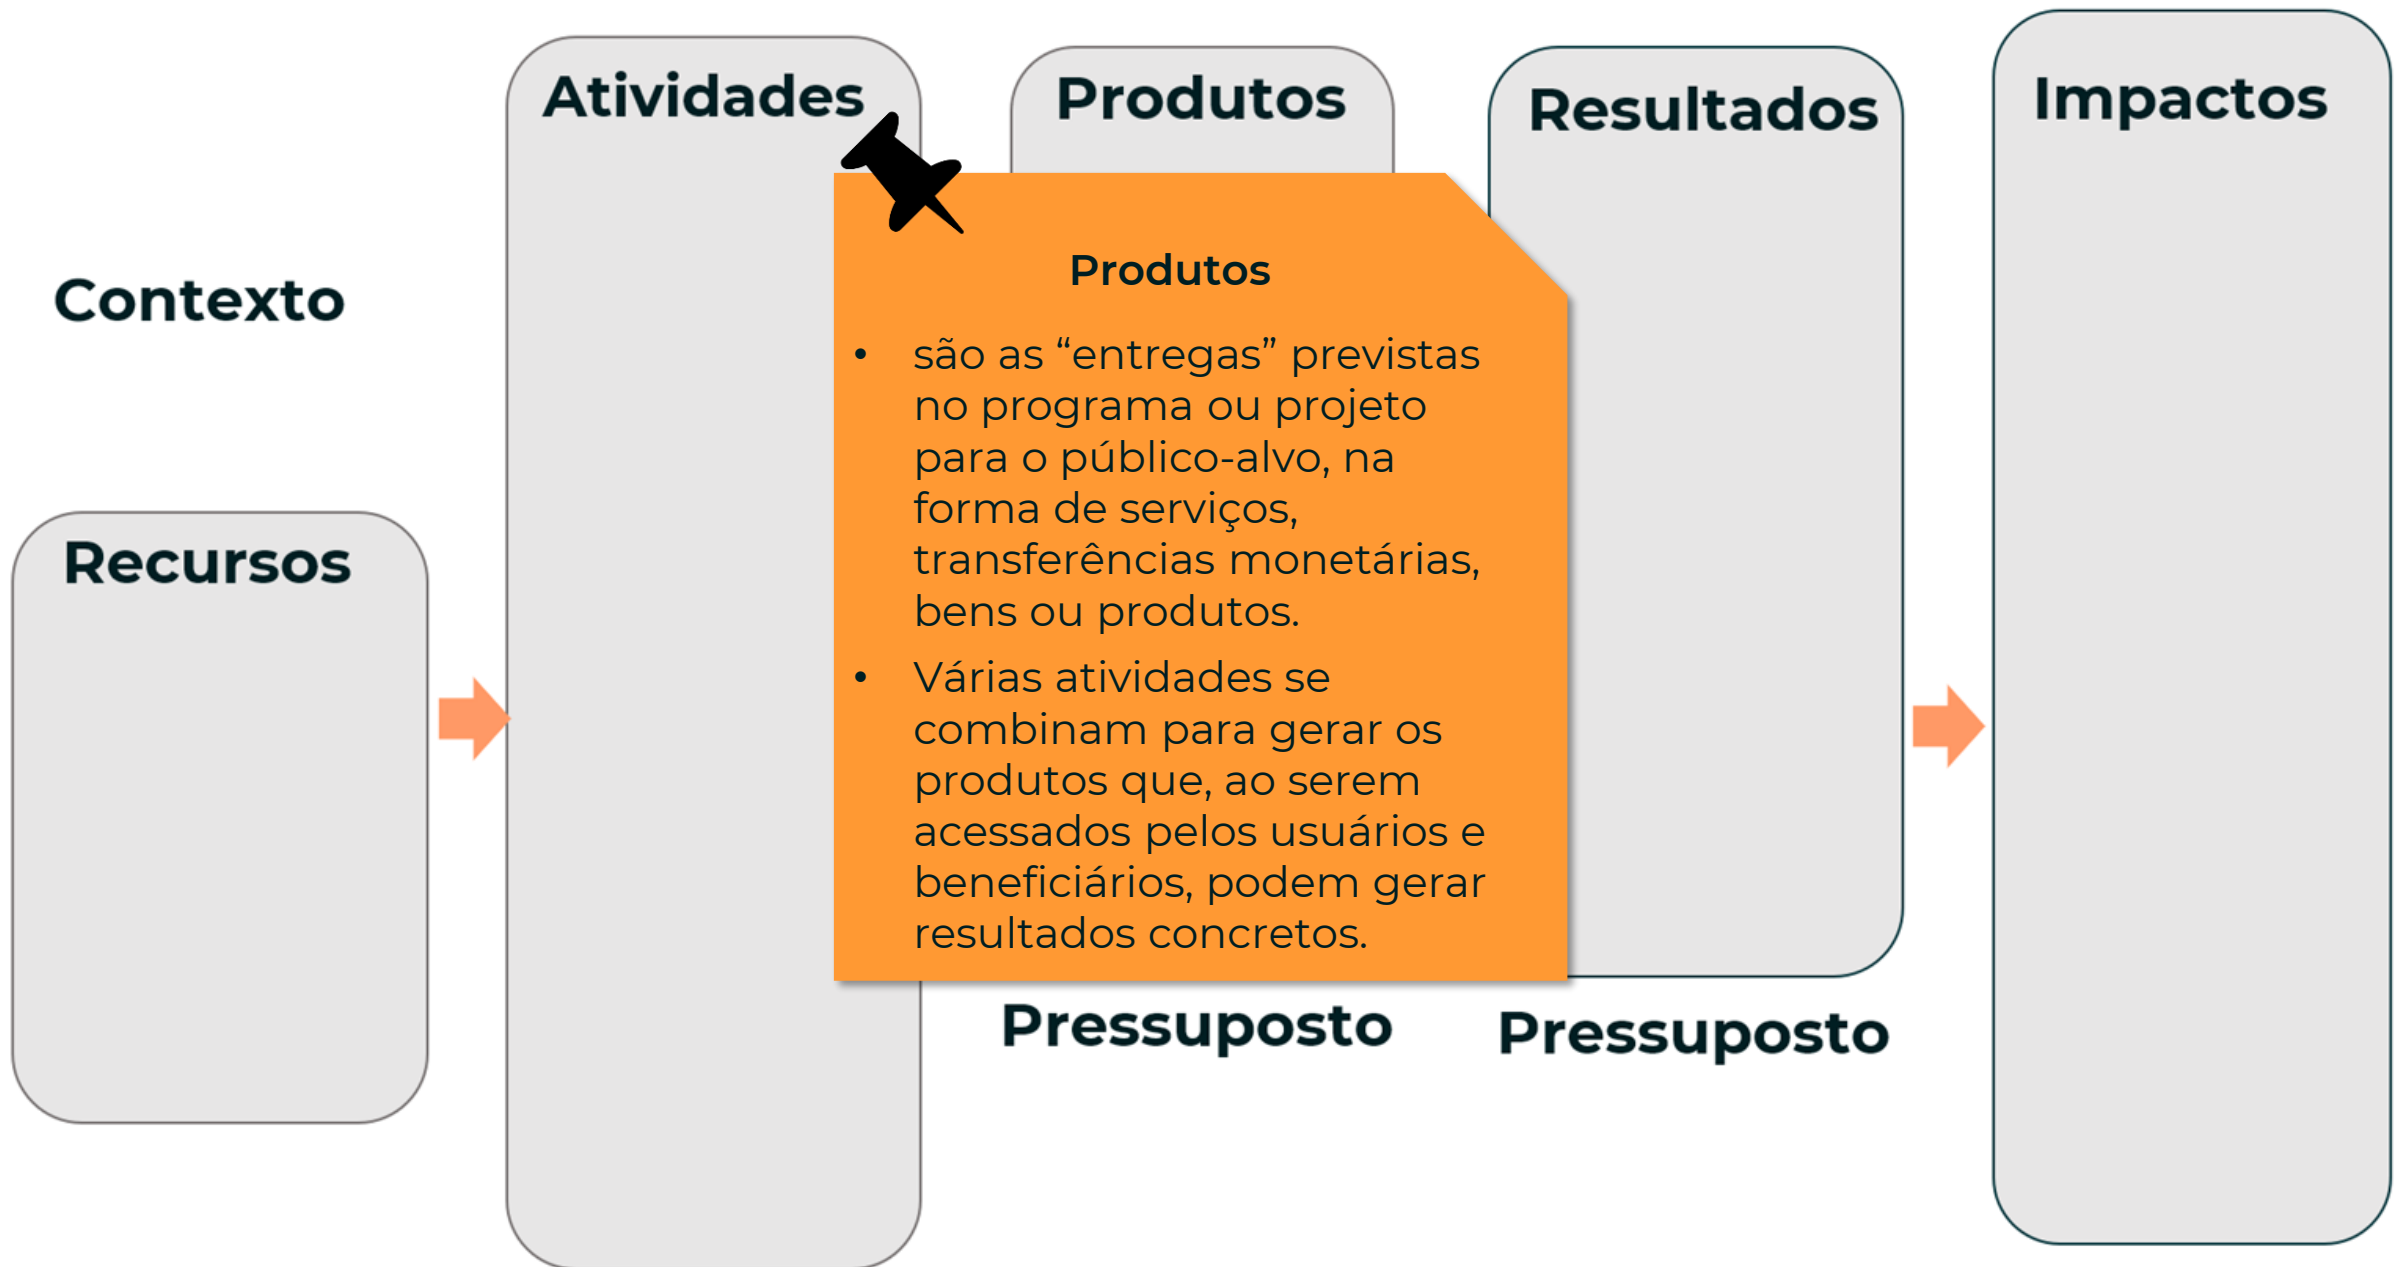 Contexto
Recursos
Atividades
Produtos
Resultados
Impactos
Produtos
• são as “entregas” previstas
no programa ou projeto
para o público-alvo, na
forma de serviços,
transferências monetárias,
bens ou produtos.
• Várias atividades se
combinam para gerar os
produtos que, ao serem
acessados pelos usuários e
beneficiários, podem gerar
resultados concretos.
Pressuposto
Pressuposto